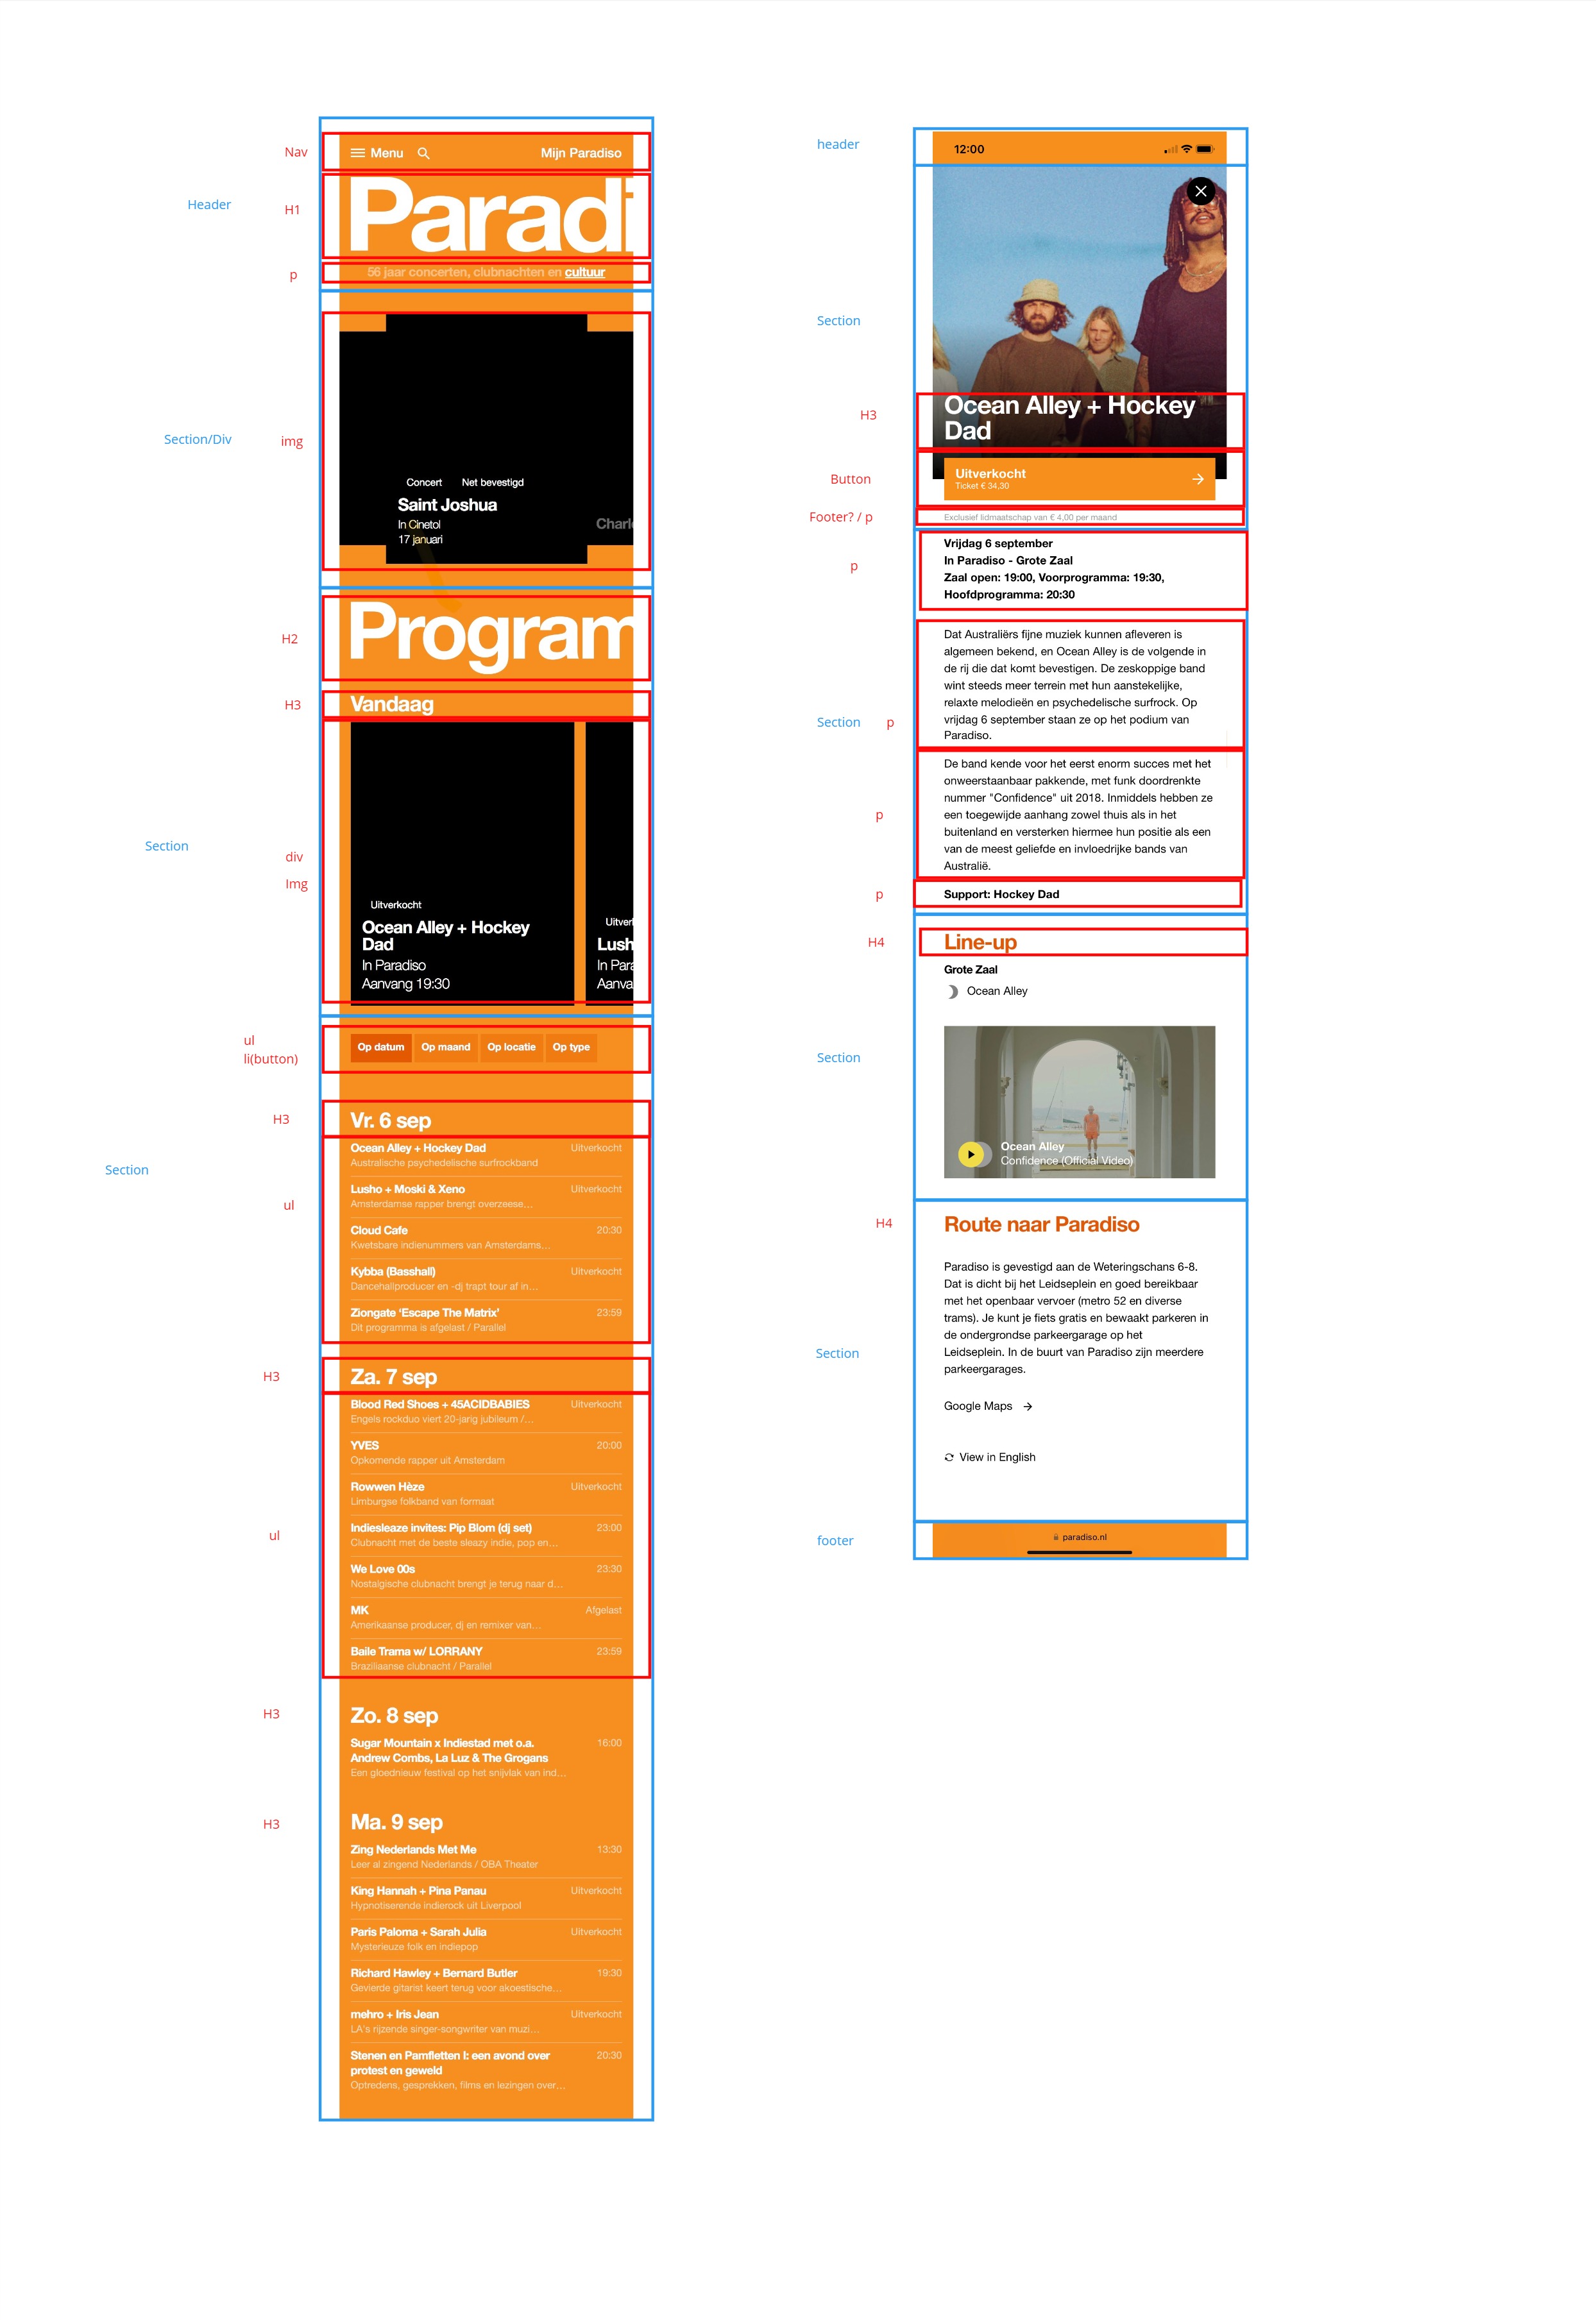 Nav
Menu
Mijn Paradiso
Header
H1
Paradi
p
56 jaar concerten, clubnachten en cultuur
Section/Div
img
Concert Net bevestigd
Saint Joshua
In Cinetol
17 januari
Charl
H2
Program
H3
Vandaag
Section
div
Img
Uitverkocht
Ocean Alley + Hockey
Dad
In Paradiso
Aanvang 19:30
Uitver
Lush
In Para
Aanva
ul
li(button)
Op datum Op maand Op locatie Op type
H3
Vr. 6 sep
Section
ul
Ocean Alley + Hockey Dad Uitverkocht
Australische psychedelische surfrockband
Lusho + Moski & Xeno Uitverkocht
Amsterdamse rapper brengt overzeese...
Cloud Cafe 20:30
Kwetsbare indienummers van Amsterdams...
Kybba (Basshall) Uitverkocht
Dancehallproducer en -dj trapt tour af in...
Ziongate ‘Escape The Matrix’ 23:59
Dit programma is afgelast / Parallel
H3
Za. 7 sep
ul
Blood Red Shoes + 45ACIDBABIES Uitverkocht
Engels rockduo viert 20-jarig jubileum /...
YVES 20:00
Opkomende rapper uit Amsterdam
Rowwen Hèze Uitverkocht
Limburgse folkband van formaat
Indiesleaze invites: Pip Blom (dj set) 23:00
Clubnacht met de beste sleazy indie, pop en...
We Love 00s 23:30
Nostalgische clubnacht brengt je terug naar d...
MK Afgelast
Amerikaanse producer, dj en remixer van...
Baile Trama w/ LORRANY 23:59
Braziliaanse clubnacht / Parallel
H3
Zo. 8 sep
Sugar Mountain x Indiestad met o.a. 16:00
Andrew Combs, La Luz & The Grogans
Een gloednieuw festival op het snijvlak van ind...
H3
Ma. 9 sep
Zing Nederlands Met Me 13:30
Leer al zingend Nederlands / OBA Theater
King Hannah + Pina Panau Uitverkocht
Hypnotiserende indierock uit Liverpool
Paris Paloma + Sarah Julia Uitverkocht
Mysterieuze folk en indiepop
Richard Hawley + Bernard Butler 19:30
Gevierde gitarist keert terug voor akoestische...
mehro + Iris Jean Uitverkocht
LA's rijzende singer-songwriter van muzi...
Stenen en Pamfletten I: een avond over 20:30
protest en geweld
Optredens, gesprekken, films en lezingen over...
header
12:00
Section
H3
Ocean Alley + Hockey
Dad
Button
Uitverkocht
Ticket € 34,30
Footer? / p
Exclusief lidmaatschap van € 4,00 per maand
p
Vrijdag 6 september
In Paradiso - Grote Zaal
Zaal open: 19:00, Voorprogramma: 19:30,
Hoofdprogramma: 20:30
Section
p
Dat Australiërs fijne muziek kunnen afleveren is
algemeen bekend, en Ocean Alley is de volgende in
de rij die dat komt bevestigen. De zeskoppige band
wint steeds meer terrein met hun aanstekelijke,
relaxte melodieën en psychedelische surfrock. Op
vrijdag 6 september staan ze op het podium van
Paradiso.
p
De band kende voor het eerst enorm succes met het
onweerstaanbaar pakkende, met funk doordrenkte
nummer "Confidence" uit 2018. Inmiddels hebben ze
een toegewijde aanhang zowel thuis als in het
buitenland en versterken hiermee hun positie als een
van de meest geliefde en invloedrijke bands van
Australië.
p
Support: Hockey Dad
H4
Line-up
Grote Zaal
Ocean Alley
Section
Ocean Alley
Confidence (Official Video)
H4
Route naar Paradiso
Section
Paradiso is gevestigd aan de Weteringschans 6-8.
Dat is dicht bij het Leidseplein en goed bereikbaar
met het openbaar vervoer (metro 52 en diverse
trams). Je kunt je fiets gratis en bewaakt parkeren in
de ondergrondse parkeergarage op het
Leidseplein. In de buurt van Paradiso zijn meerdere
parkeergarages.
Google Maps
View in English
footer
paradiso.nl